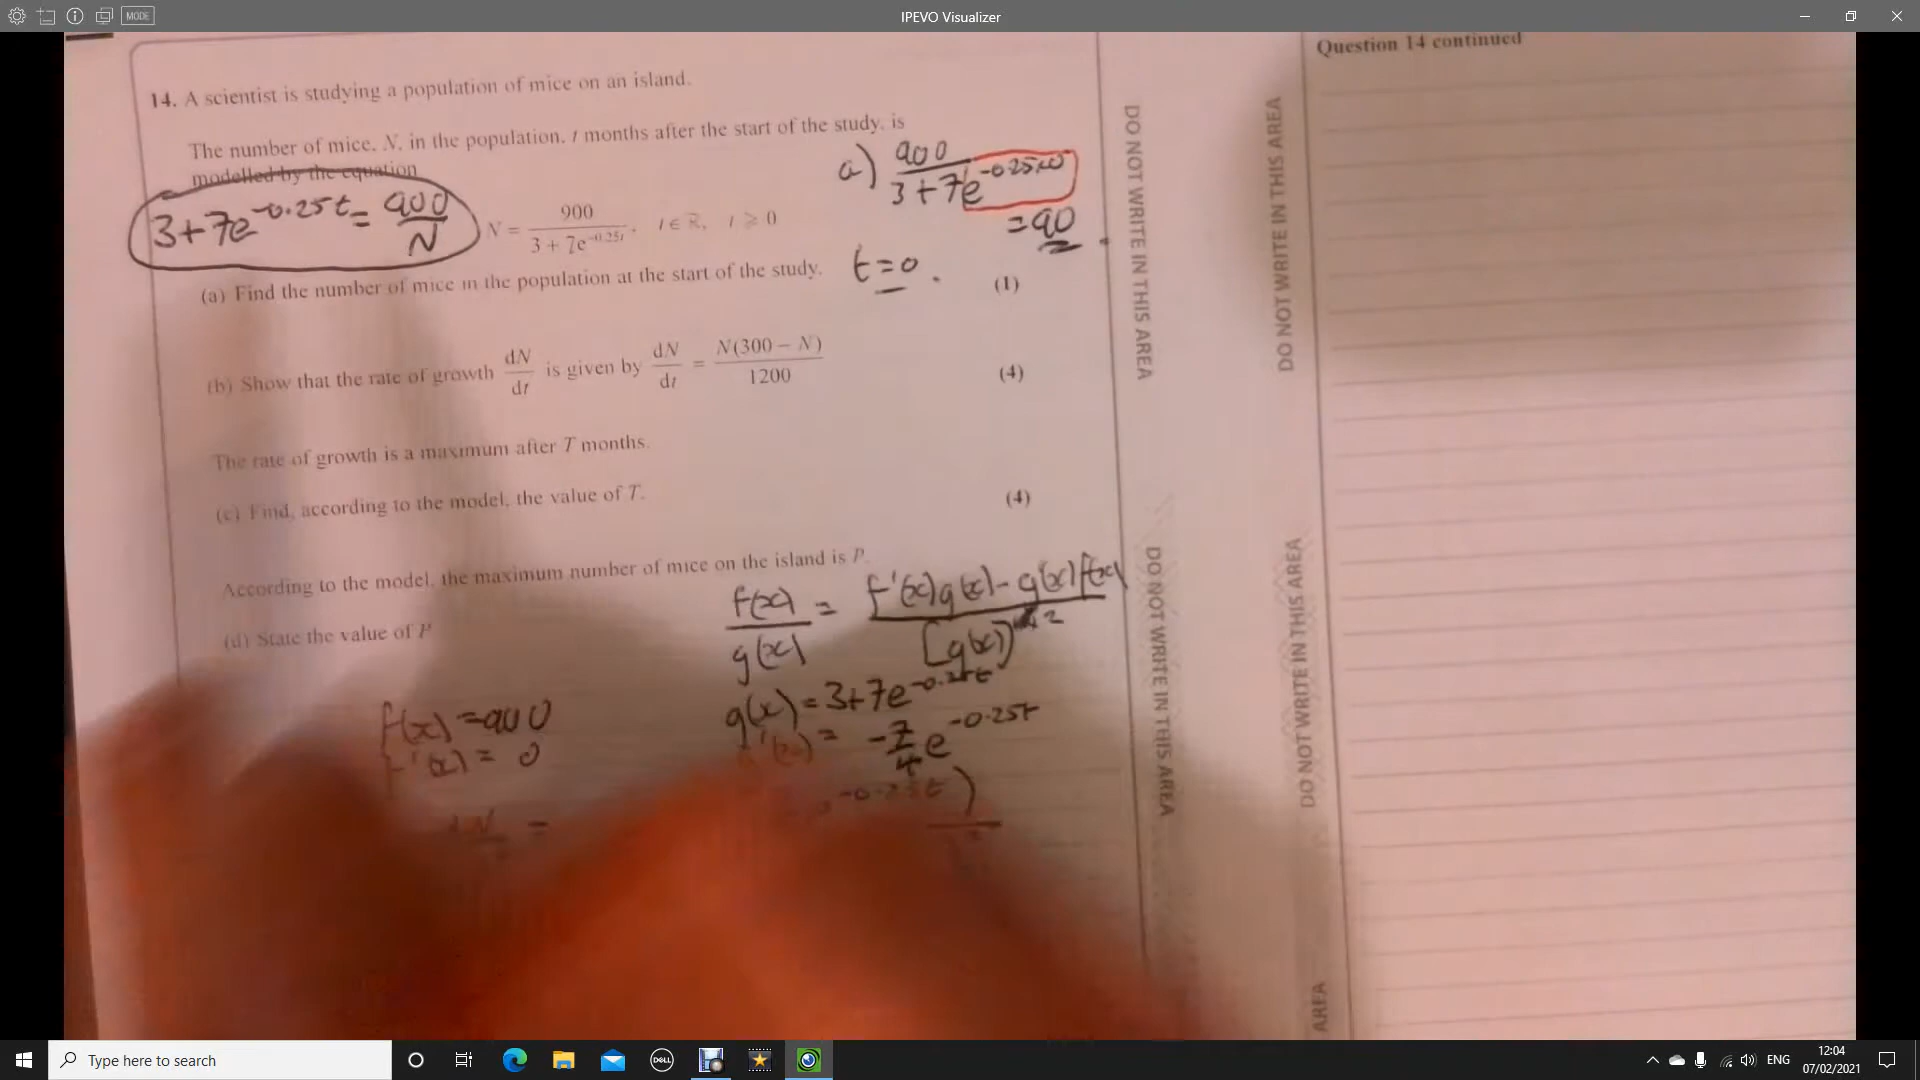 MODE
IPEVO Visualizer
Question 14 continued
14. A scientist is studying a population of mice on an island.
The number of mice, N, in the population, t months after the start of the study, is
modelled by the equation
3+7e^-0.25t = 900/N
N = 900/(3 + 7e^-0.25t), t ∈ ℝ, t ⩾ 0
a) 900/(3+7e^-0.25×0)
=90
(a) Find the number of mice in the population at the start of the study.
t=0.
(1)
(b) Show that the rate of growth dN/dt is given by dN/dt = N(300 − N)/1200
(4)
The rate of growth is a maximum after T months.
(c) Find, according to the model, the value of T.
(4)
According to the model, the maximum number of mice on the island is P.
(d) State the value of P
f(x)/g(x) = f'(x)g(x)-g'(x)f(x)/[g(x)]^2
f(x)=900
f'(x)= 0
g(x)=3+7e^-0.25t
g'(x)= -7/4 e^-0.25t
e^-0.25t)
dN =
DO NOT WRITE IN THIS AREA
DO NOT WRITE IN THIS AREA
DO NOT WRITE IN THIS AREA
DO NOT WRITE IN THIS AREA
AREA
Type here to search
DELL
ENG
12:04
07/02/2021